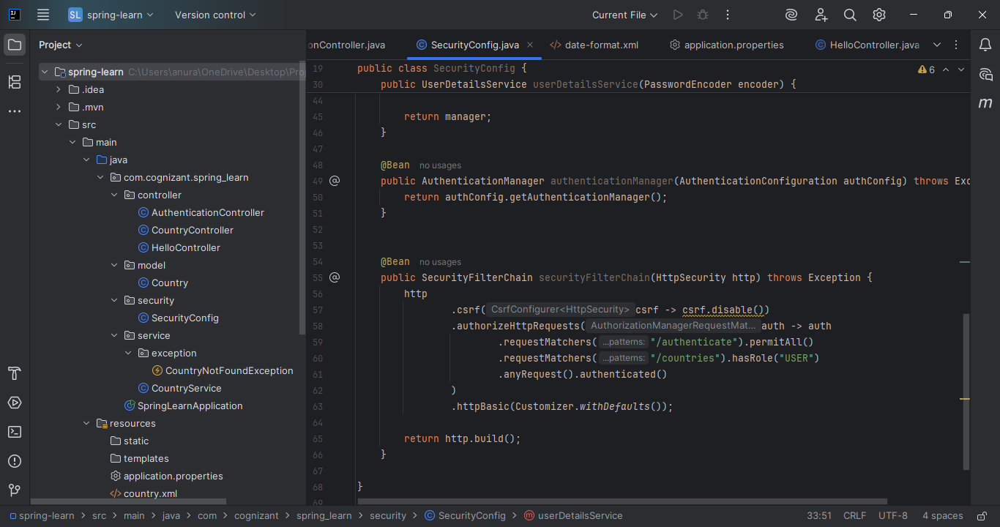 SL spring-learn Version control Current File
Project
onController.java SecurityConfig.java date-format.xml application.properties HelloController.java
spring-learn C:\Users\anura\OneDrive\Desktop\Pro
.idea
.mvn
src
main
java
com.cognizant.spring_learn
controller
AuthenticationController
CountryController
HelloController
model
Country
security
SecurityConfig
service
exception
CountryNotFoundException
CountryService
SpringLearnApplication
resources
static
templates
application.properties
country.xml
19 public class SecurityConfig { 6
30 public UserDetailsService userDetailsService(PasswordEncoder encoder) {
44
45 return manager;
46 }
47
48 @Bean no usages
49 public AuthenticationManager authenticationManager(AuthenticationConfiguration authConfig) throws Exc
50 return authConfig.getAuthenticationManager();
51 }
52
53
54 @Bean no usages
55 public SecurityFilterChain securityFilterChain(HttpSecurity http) throws Exception {
56 http
57 .csrf( CsrfConfigurer<HttpSecurity> csrf -> csrf.disable())
58 .authorizeHttpRequests( AuthorizationManagerRequestMat... auth -> auth
59 .requestMatchers( ...patterns: "/authenticate").permitAll()
60 .requestMatchers( ...patterns: "/countries").hasRole("USER")
61 .anyRequest().authenticated()
62 )
63 .httpBasic(Customizer.withDefaults());
64
65 return http.build();
66 }
67
68 }
69
spring-learn > src > main > java > com > cognizant > spring_learn > security > SecurityConfig > userDetailsService 33:51 CRLF UTF-8 4 spaces